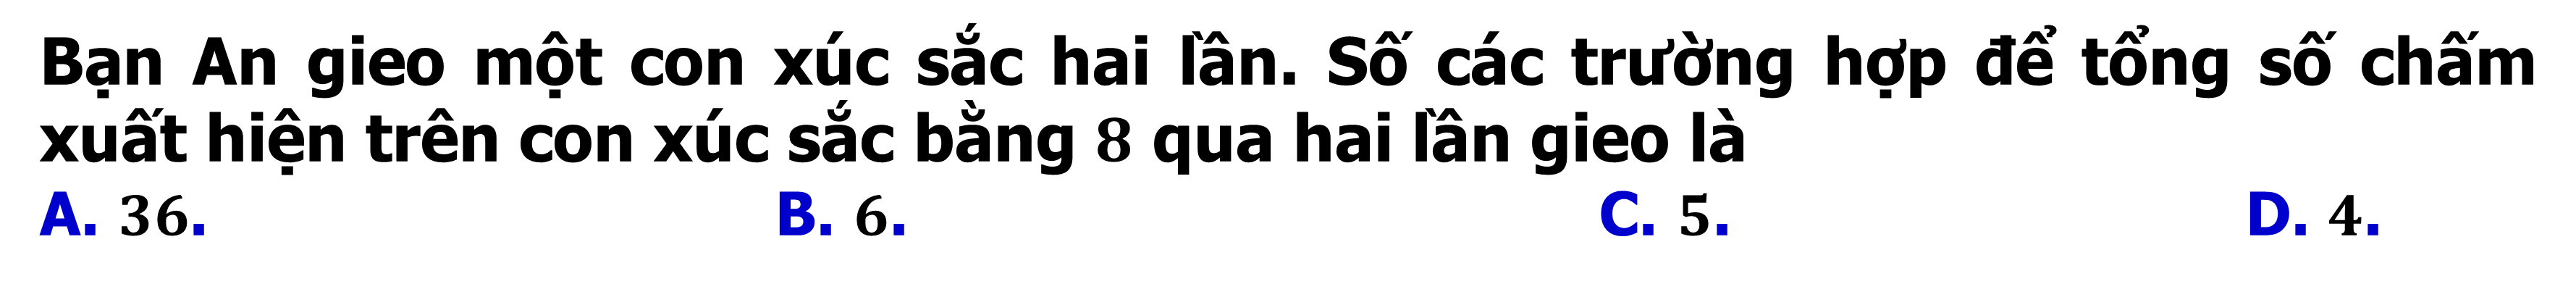 Bạn An gieo một con xúc sắc hai lần. Số các trường hợp để tổng số chấm
xuất hiện trên con xúc sắc bằng 8 qua hai lần gieo là
A. 36. B. 6. C. 5. D. 4.